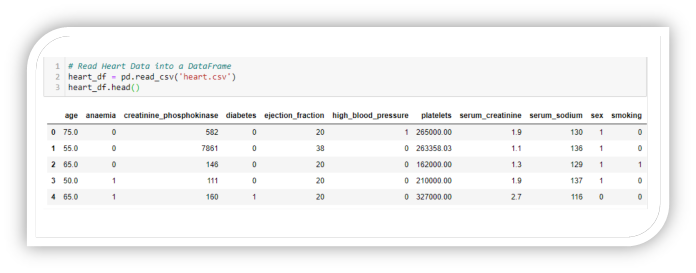 1 # Read Heart Data into a DataFrame
2 heart_df = pd.read_csv('heart.csv')
3 heart_df.head()
age anaemia creatinine_phosphokinase diabetes ejection_fraction high_blood_pressure platelets serum_creatinine serum_sodium sex smoking
0 75.0 0 582 0 20 1 265000.00 1.9 130 1 0
1 55.0 0 7861 0 38 0 263358.03 1.1 136 1 0
2 65.0 0 146 0 20 0 162000.00 1.3 129 1 1
3 50.0 1 111 0 20 0 210000.00 1.9 137 1 0
4 65.0 1 160 1 20 0 327000.00 2.7 116 0 0